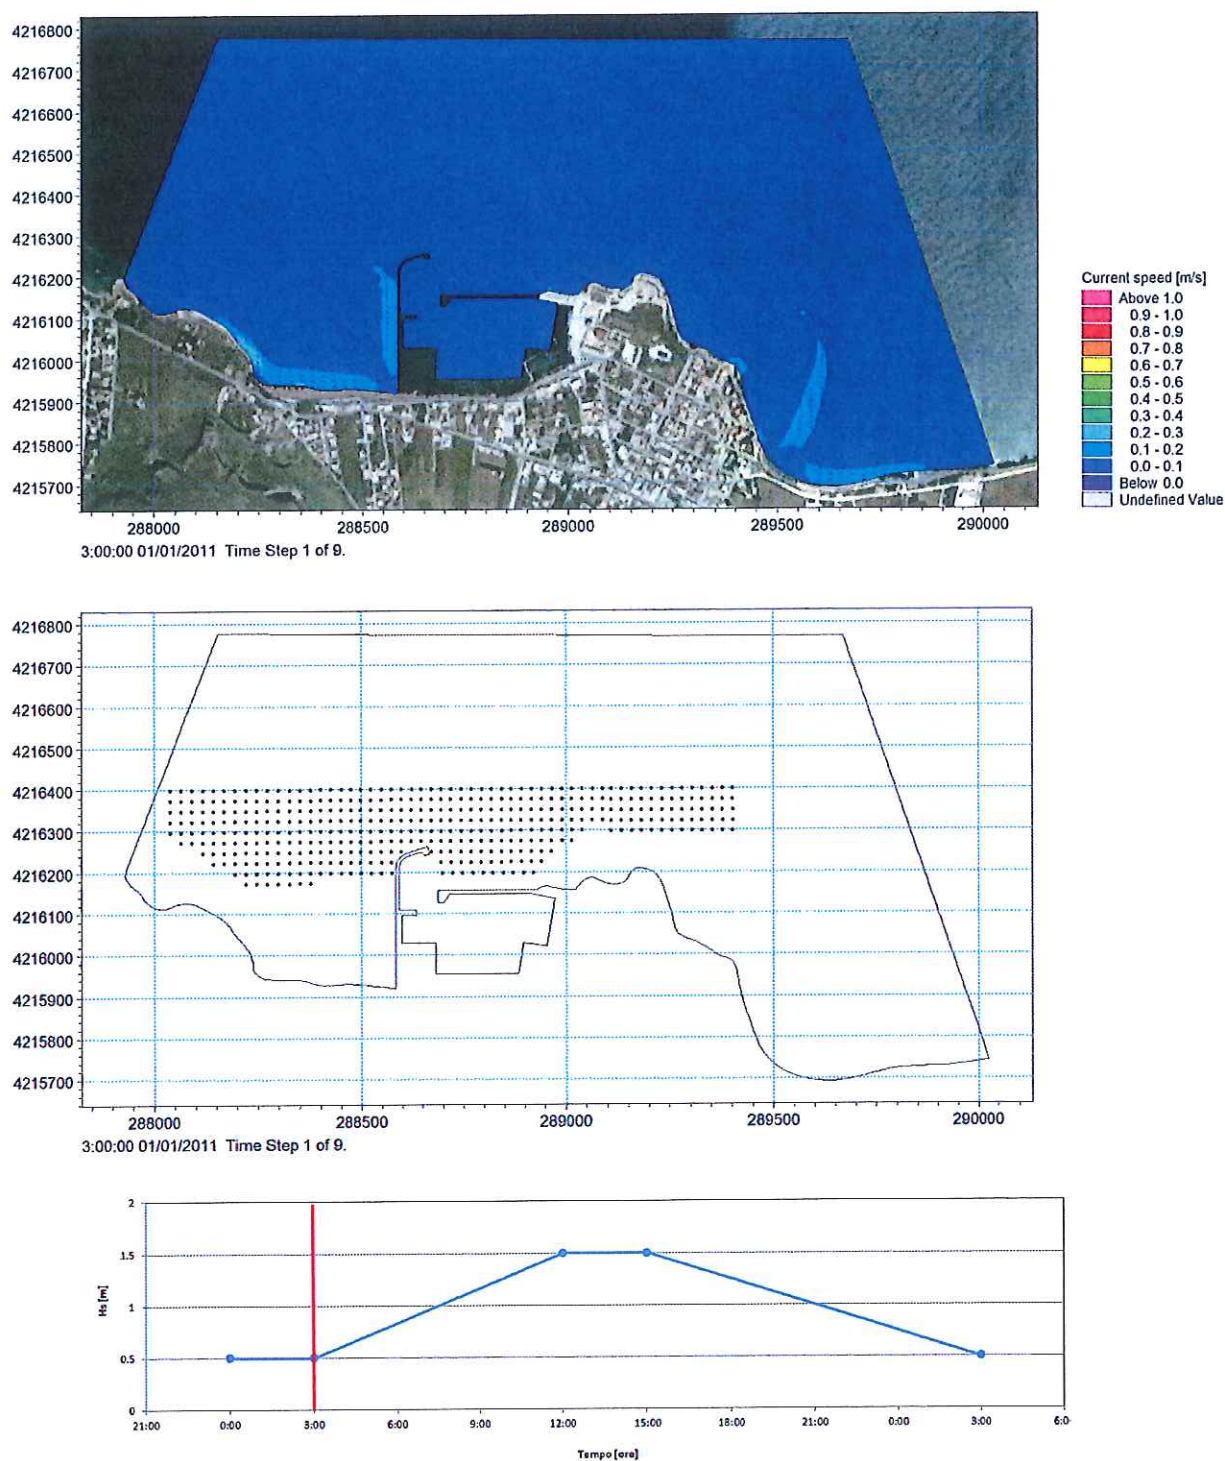 4216800
4216700
4216600
4216500
4216400
4216300
4216200
4216100
4216000
4215900
4215800
4215700
288000 288500 289000 289500 290000
3:00:00 01/01/2011 Time Step 1 of 9.
Current speed [m/s]
Above 1.0
0.9 - 1.0
0.8 - 0.9
0.7 - 0.8
0.6 - 0.7
0.5 - 0.6
0.4 - 0.5
0.3 - 0.4
0.2 - 0.3
0.1 - 0.2
0.0 - 0.1
Below 0.0
Undefined Value
4216800
4216700
4216600
4216500
4216400
4216300
4216200
4216100
4216000
4215900
4215800
4215700
288000 288500 289000 289500 290000
3:00:00 01/01/2011 Time Step 1 of 9.
Hs [m]
2
1.5
1
0.5
0
21:00 0:00 3:00 6:00 9:00 12:00 15:00 18:00 21:00 0:00 3:00 6:0
Tempo [ore]